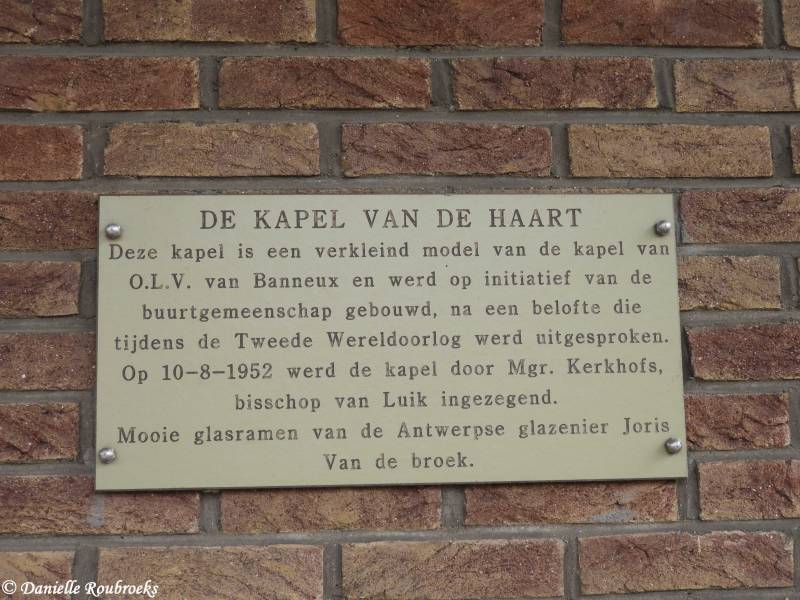 DE KAPEL VAN DE HAART
Deze kapel is een verkleind model van de kapel van
O.L.V. van Banneux en werd op initiatief van de
buurtgemeenschap gebouwd, na een belofte die
tijdens de Tweede Wereldoorlog werd uitgesproken.
Op 10-8-1952 werd de kapel door Mgr. Kerkhofs,
bisschop van Luik ingezegend.
Mooie glasramen van de Antwerpse glazenier Joris
Van de broek.
© Danielle Roubroeks